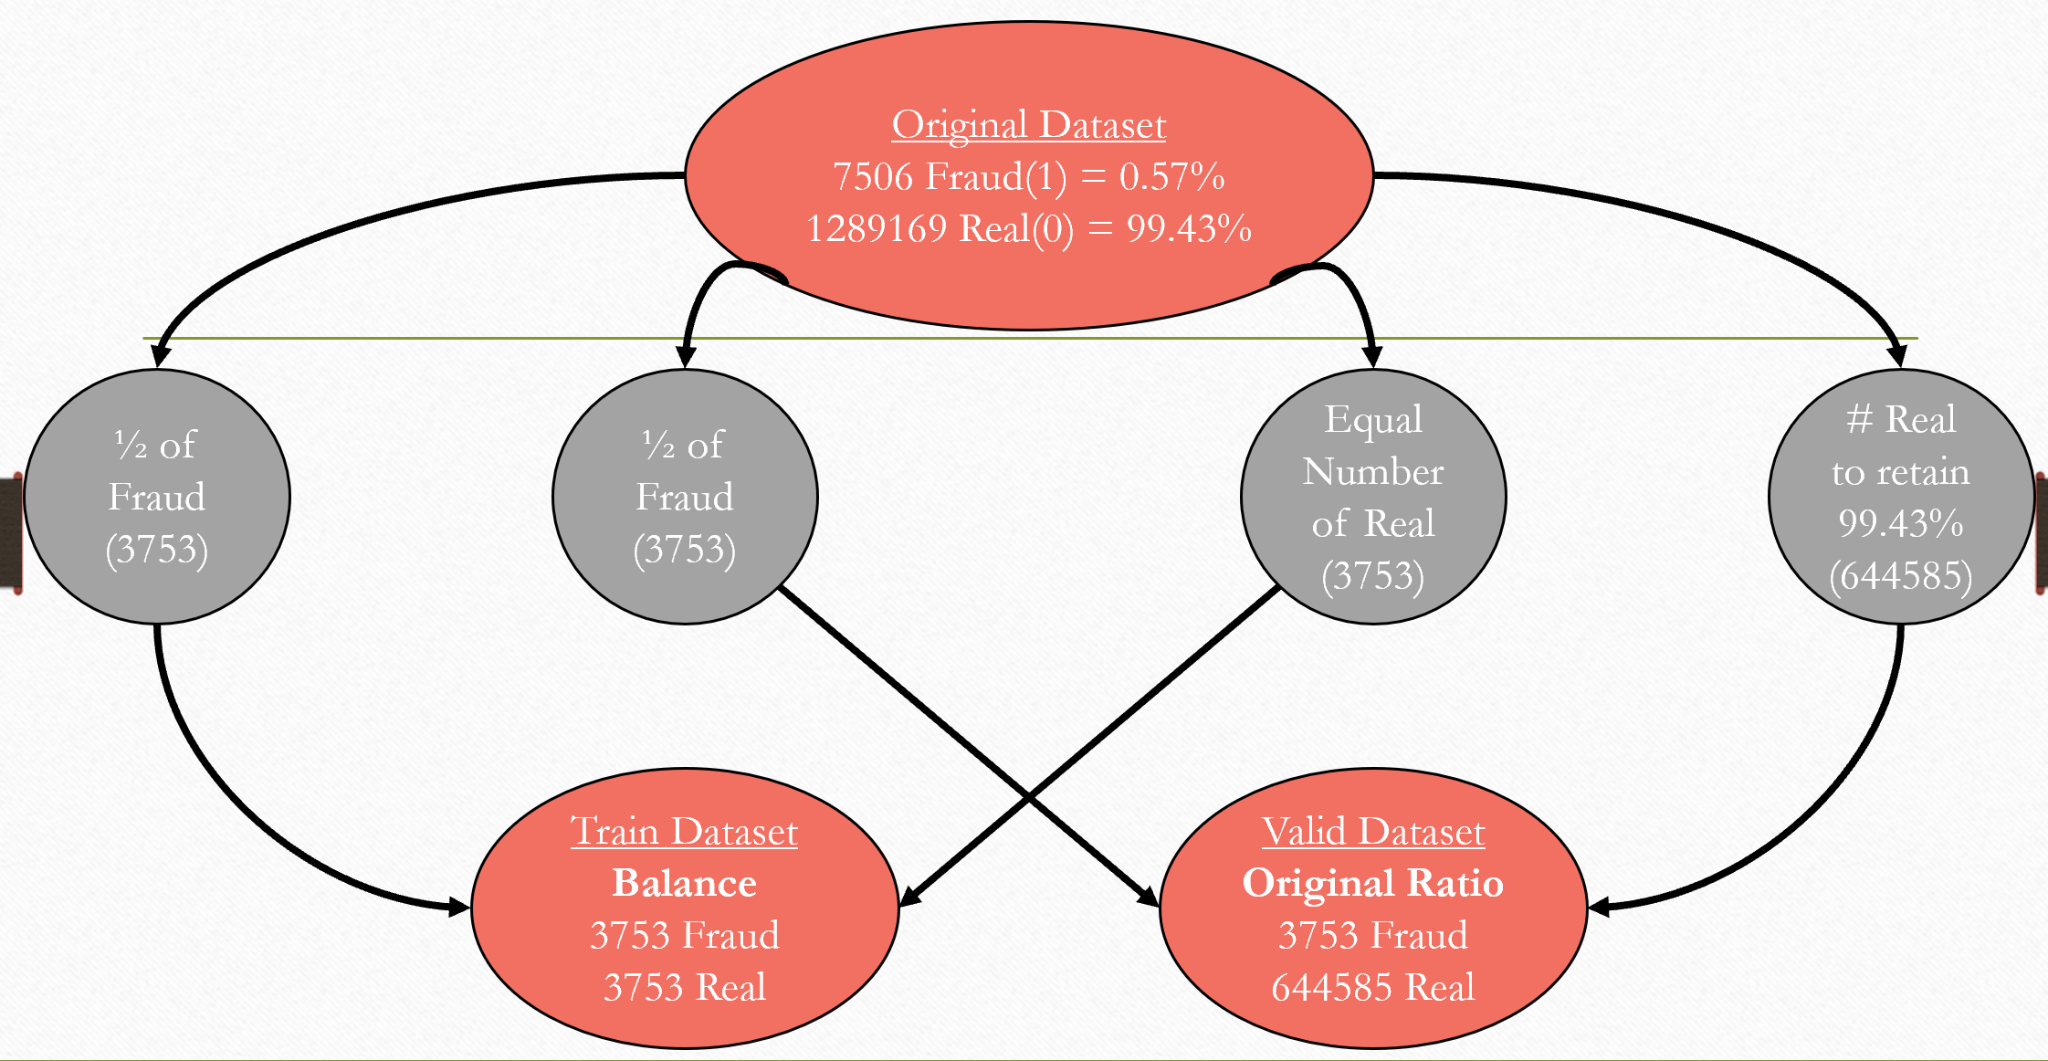 Original Dataset
7506 Fraud(1) = 0.57%
1289169 Real(0) = 99.43%
½ of
Fraud
(3753)
½ of
Fraud
(3753)
Equal
Number
of Real
(3753)
# Real
to retain
99.43%
(644585)
Train Dataset
Balance
3753 Fraud
3753 Real
Valid Dataset
Original Ratio
3753 Fraud
644585 Real